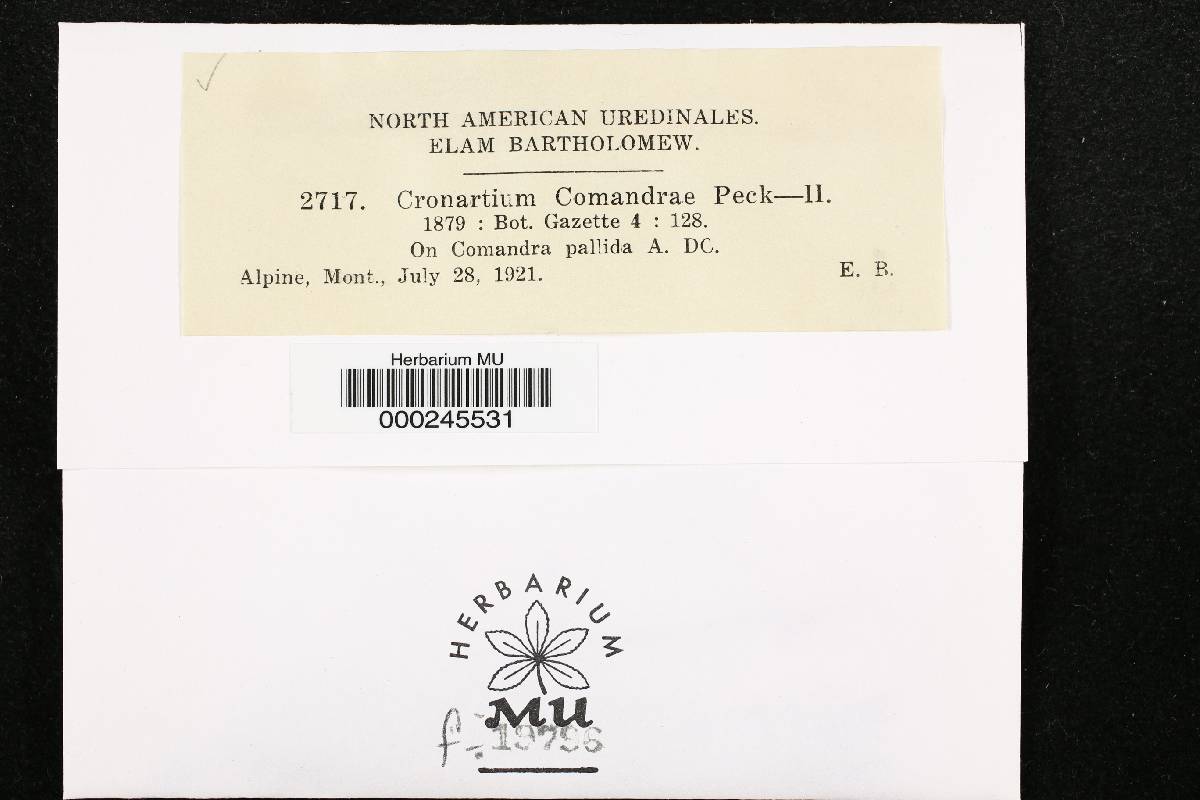 NORTH AMERICAN UREDINALES.
ELAM BARTHOLOMEW.
2717. Cronartium Comandrae Peck—II.
1879 : Bot. Gazette 4 : 128.
On Comandra pallida A. DC.
Alpine, Mont., July 28, 1921. E. B.
Herbarium MU
000245531
HERBARIUM
MU
f-19796